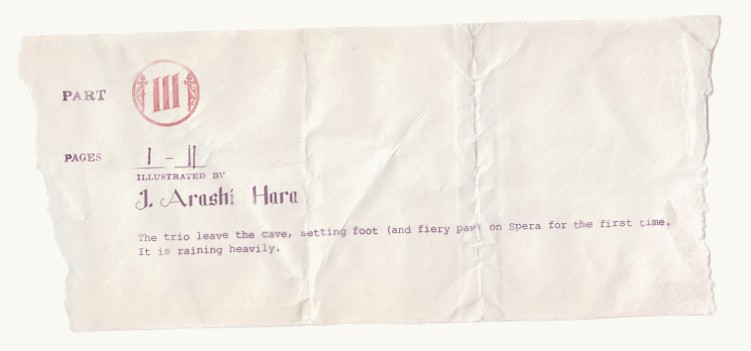 PART III
PAGES 1 - 11
ILLUSTRATED BY
J. Arashi Hara
The trio leave the cave, setting foot (and fiery paw) on Spera for the first time.
It is raining heavily.